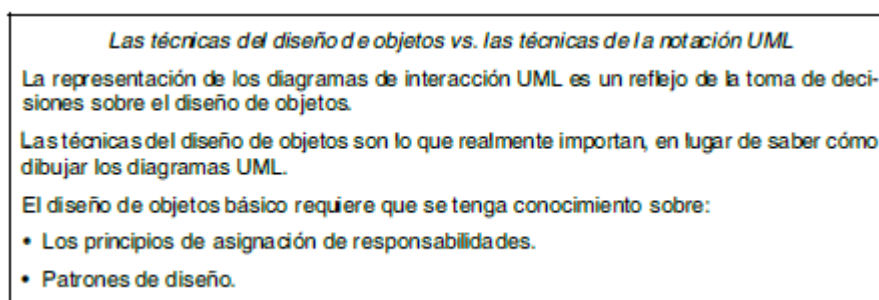 Las técnicas del diseño de objetos vs. las técnicas de la notación UML
La representación de los diagramas de interacción UML es un reflejo de la toma de deci-
siones sobre el diseño de objetos.
Las técnicas del diseño de objetos son lo que realmente importan, en lugar de saber cómo
dibujar los diagramas UML.
El diseño de objetos básico requiere que se tenga conocimiento sobre:
• Los principios de asignación de responsabilidades.
• Patrones de diseño.